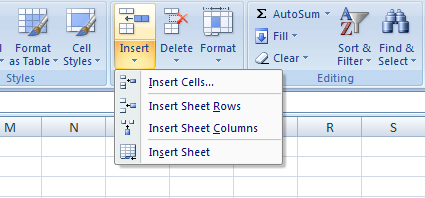 Format as Table
Cell Styles
Styles
Insert
Delete
Format
Σ AutoSum
Fill
Clear
Sort & Filter
Find & Select
Editing
Insert Cells...
Insert Sheet Rows
Insert Sheet Columns
Insert Sheet
M N R S